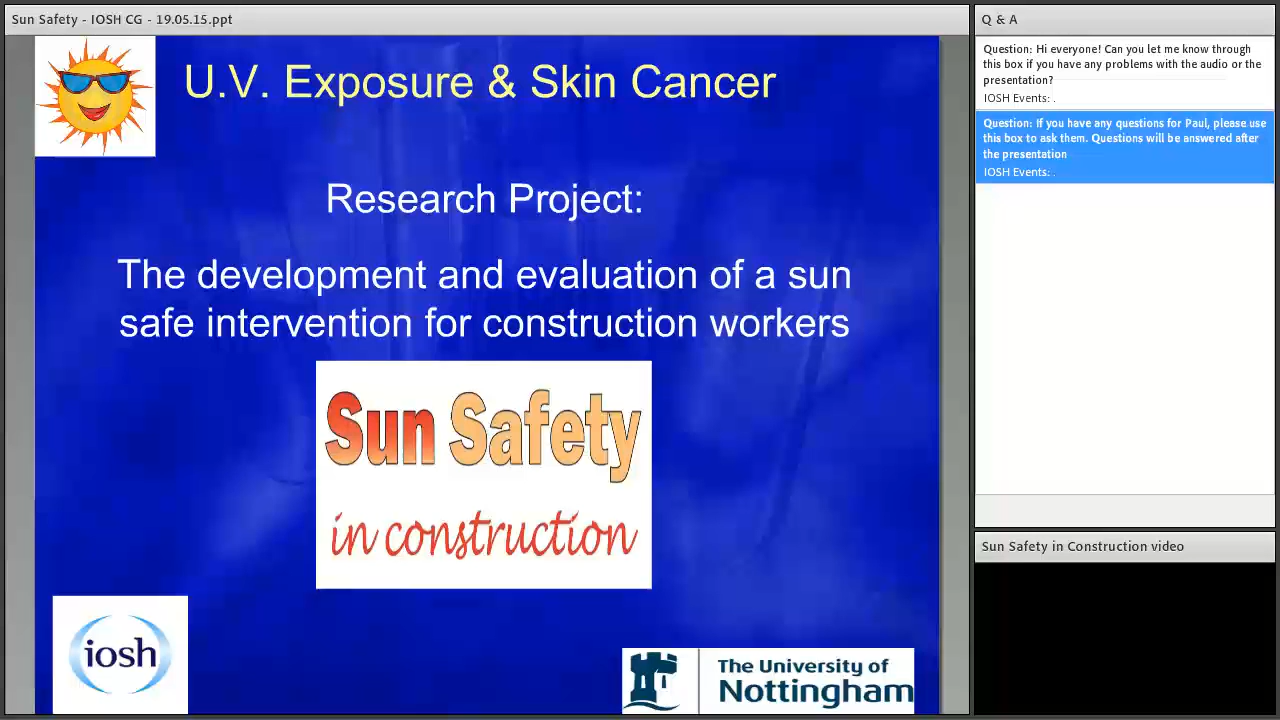 Sun Safety - IOSH CG - 19.05.15.ppt
U.V. Exposure & Skin Cancer
Research Project:
The development and evaluation of a sun
safe intervention for construction workers
Sun Safety
in construction
iosh
The University of
Nottingham
Q & A
Question: Hi everyone! Can you let me know through
this box if you have any problems with the audio or the
presentation?
IOSH Events: .
Question: If you have any questions for Paul, please use
this box to ask them. Questions will be answered after
the presentation
IOSH Events: .
Sun Safety in Construction video